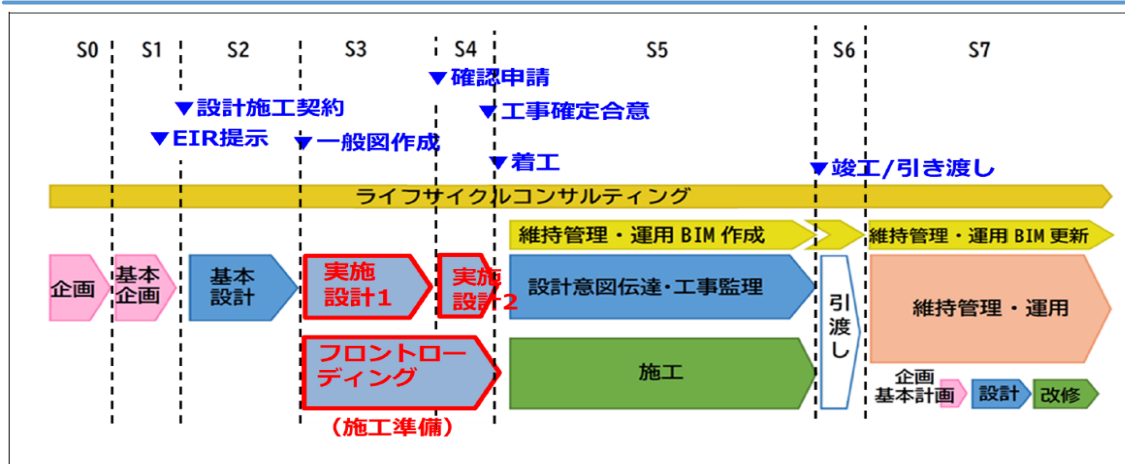 S0 S1 S2 S3 S4 S5 S6 S7
▼確認申請
▼設計施工契約
▼工事確定合意
▼EIR提示
▼一般図作成
▼着工
▼竣工/引き渡し
ライフサイクルコンサルティング
維持管理・運用 BIM 作成
維持管理・運用 BIM 更新
企画
基本
企画
基本
設計
実施
設計1
実施
設計2
設計意図伝達・工事監理
引
渡
し
維持管理・運用
フロントロー
ディング
施工
(施工準備)
企画
基本計画
設計
改修